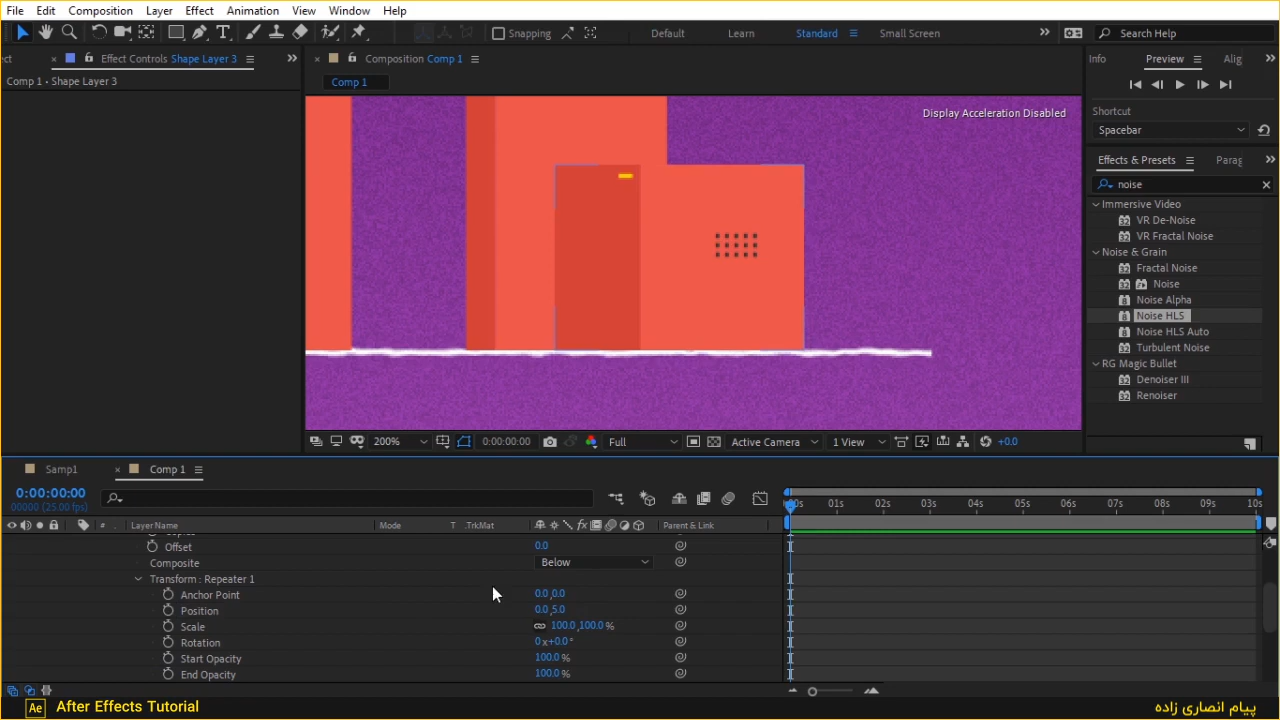 File Edit Composition Layer Effect Animation View Window Help
Snapping Default Learn Standard Small Screen Search Help
Effect Controls Shape Layer 3
Composition Comp 1
Info Preview Alig
Comp 1 • Shape Layer 3
Comp 1
Display Acceleration Disabled
Shortcut
Spacebar
Effects & Presets Parag
noise
Immersive Video
VR De-Noise
VR Fractal Noise
Noise & Grain
Fractal Noise
Noise
Noise Alpha
Noise HLS
Noise HLS Auto
Turbulent Noise
RG Magic Bullet
Denoiser III
Renoiser
200% 0:00:00:00 Full Active Camera 1 View +0.0
Samp1 Comp 1
0:00:00:00
00000 (25.00 fps)
01s 02s 03s 04s 05s 06s 07s 08s 09s 10s
# Layer Name Mode T .TrkMat Parent & Link
Offset 0.0
Composite Below
Transform : Repeater 1
Anchor Point 0.0,0.0
Position 0.0,5.0
Scale 100.0,100.0 %
Rotation 0x+0.0°
Start Opacity 100.0 %
End Opacity 100.0 %
Ae After Effects Tutorial
پیام انصاری زاده